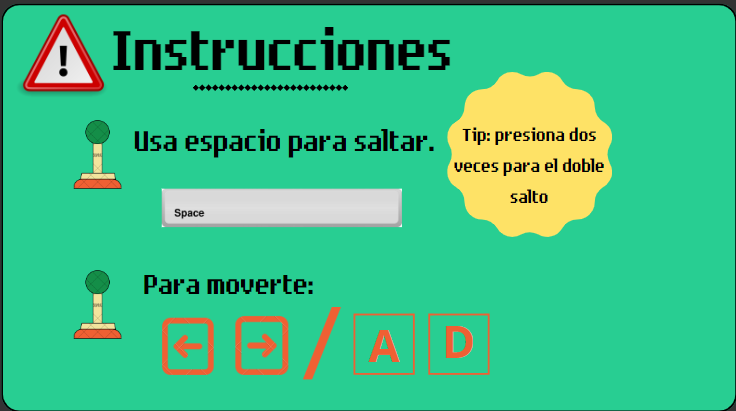 !
Instrucciones
Usa espacio para saltar.
Tip: presiona dos
veces para el doble
salto
Space
Para moverte:
← → / A D